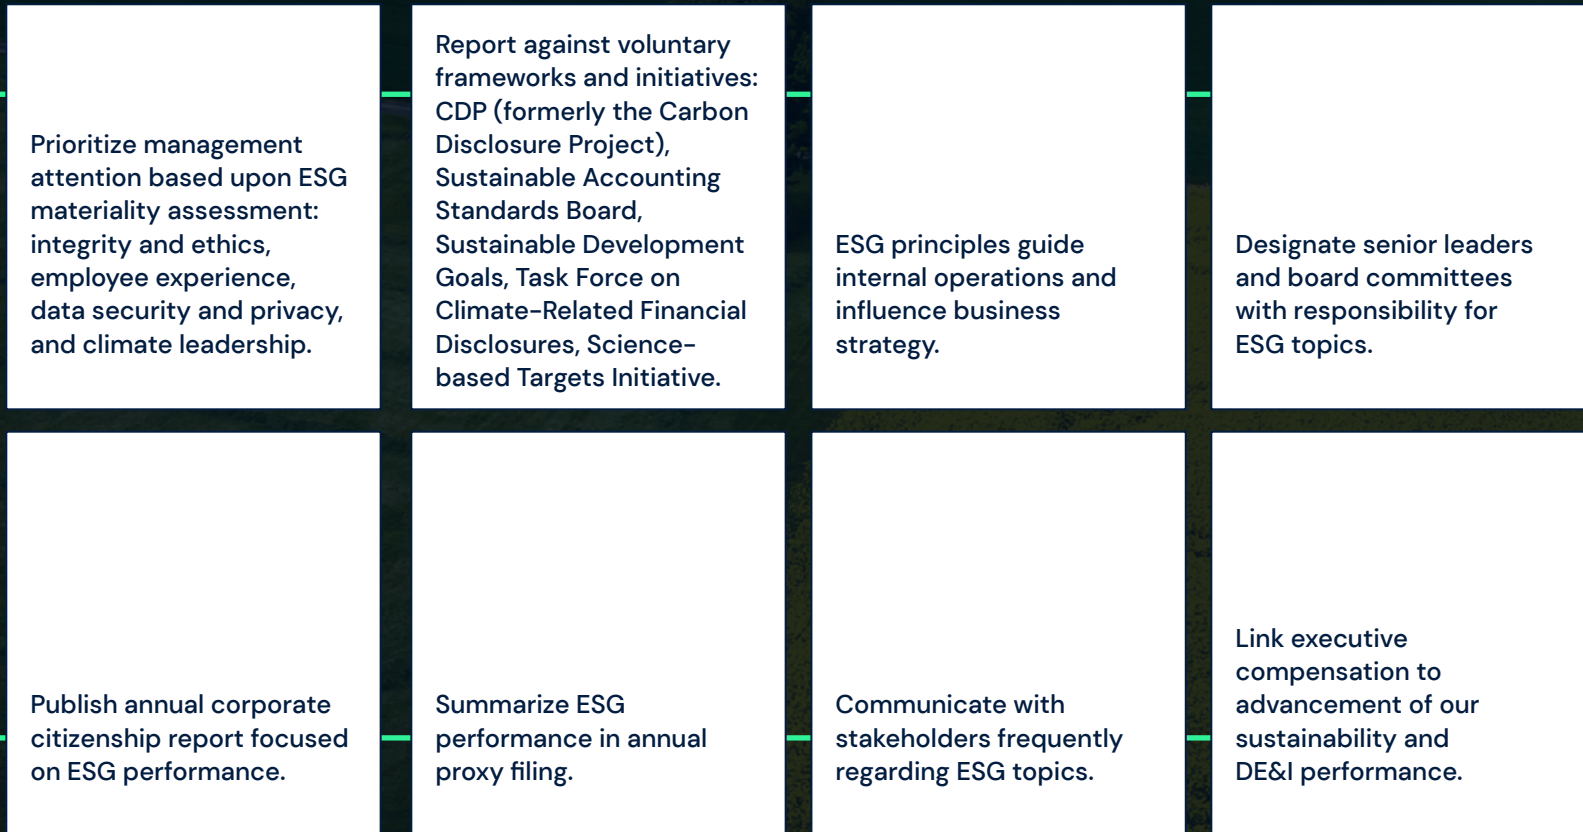 Prioritize management
attention based upon ESG
materiality assessment:
integrity and ethics,
employee experience,
data security and privacy,
and climate leadership.
Report against voluntary
frameworks and initiatives:
CDP (formerly the Carbon
Disclosure Project),
Sustainable Accounting
Standards Board,
Sustainable Development
Goals, Task Force on
Climate-Related Financial
Disclosures, Science-
based Targets Initiative.
ESG principles guide
internal operations and
influence business
strategy.
Designate senior leaders
and board committees
with responsibility for
ESG topics.
Publish annual corporate
citizenship report focused
on ESG performance.
Summarize ESG
performance in annual
proxy filing.
Communicate with
stakeholders frequently
regarding ESG topics.
Link executive
compensation to
advancement of our
sustainability and
DE&I performance.